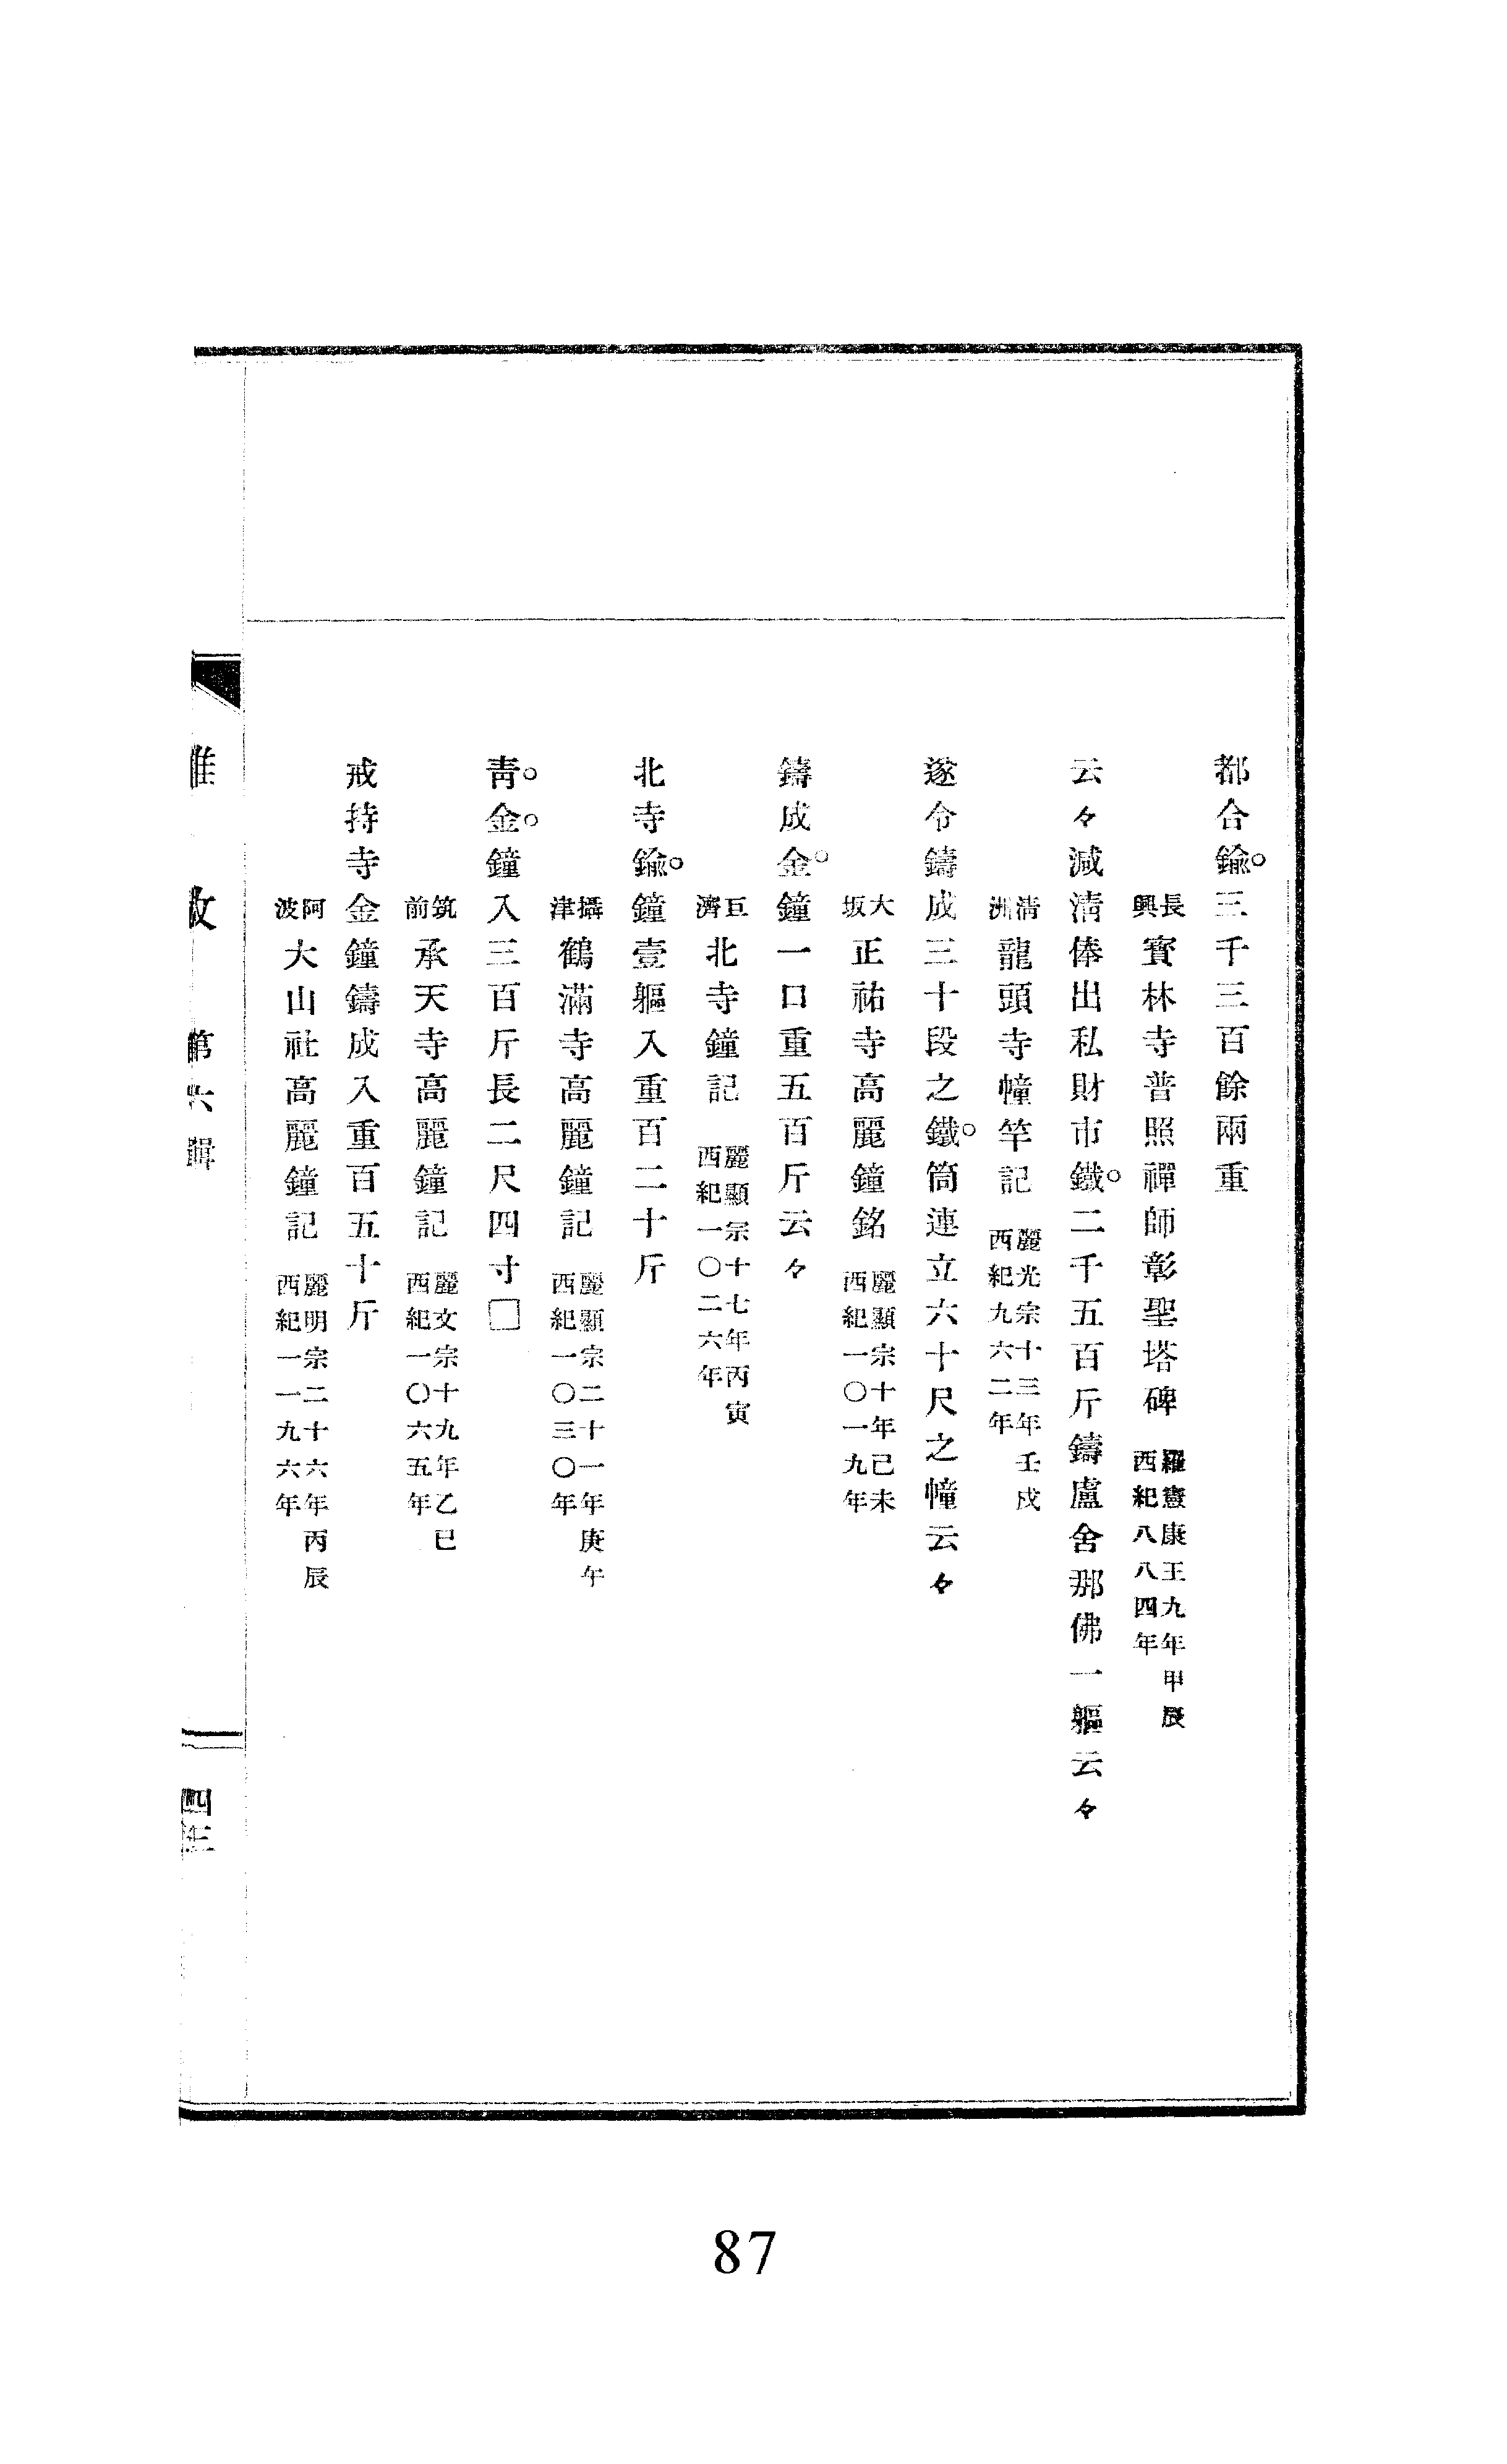 都合鍮三千三百餘兩重
長興 寶林寺普照禪師彰聖塔碑 羅憲康王九年甲辰 西紀八八四年
云々減淸俸出私財市鐵二千五百斤鑄盧舍那佛一軀云々
淸洲 龍頭寺幢竿記 麗光宗十三年壬戌 西紀九六二年
遂令鑄成三十段之鐵筒連立六十尺之幢云々
大坂 正祐寺高麗鐘銘 麗顯宗十年己未 西紀一〇一九年
鑄成金鐘一口重五百斤云々
巨濟 北寺鐘記 麗顯宗十七年丙寅 西紀一〇二六年
北寺鍮鐘壹軀入重百二十斤
攝津 鶴滿寺高麗鐘記 麗顯宗二十一年庚午 西紀一〇三〇年
靑金鐘入三百斤長二尺四寸□
筑前 承天寺高麗鐘記 麗文宗十九年乙巳 西紀一〇六五年
戒持寺金鐘鑄成入重百五十斤
阿波 大山社高麗鐘記 麗明宗二十六年丙辰 西紀一一九六年
第六輯
四
87